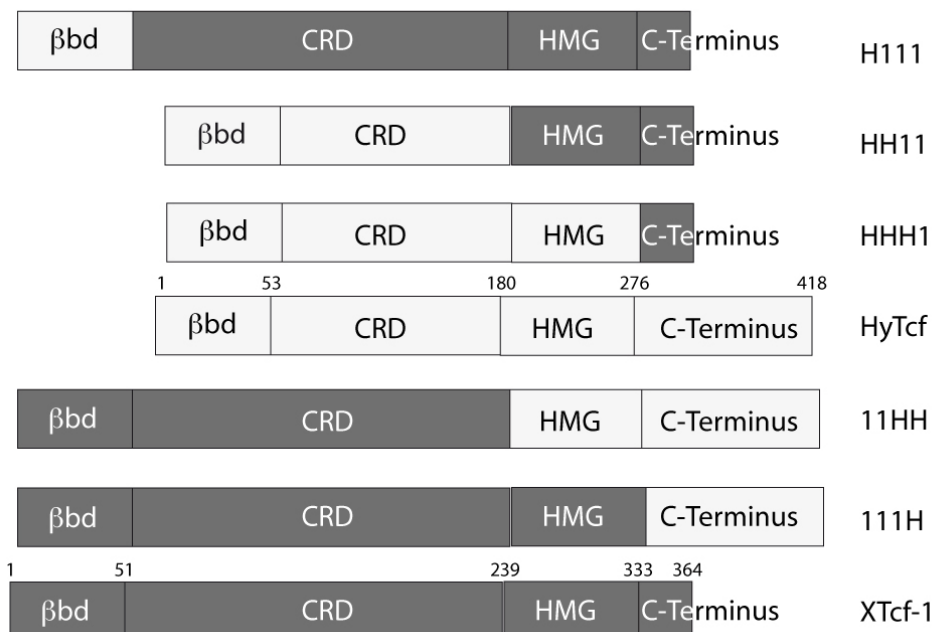 βbd CRD HMG C-Terminus H111
βbd CRD HMG C-Terminus HH11
βbd CRD HMG C-Terminus HHH1
1 53 180 276 418
βbd CRD HMG C-Terminus HyTcf
βbd CRD HMG C-Terminus 11HH
βbd CRD HMG C-Terminus 111H
1 51 239 333 364
βbd CRD HMG C-Terminus XTcf-1